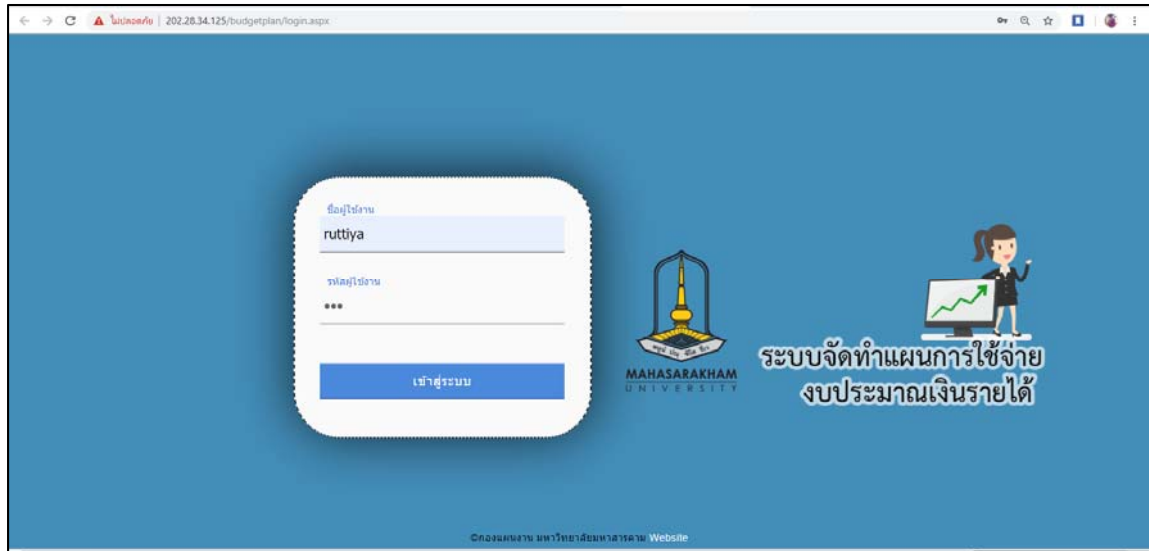 ไม่ปลอดภัย | 202.28.34.125/budgetplan/login.aspx
ชื่อผู้ใช้งาน
ruttiya
รหัสผู้ใช้งาน
•••
เข้าสู่ระบบ
MAHASARAKHAM
UNIVERSITY
ระบบจัดทำแผนการใช้จ่าย
งบประมาณเงินรายได้
©กองแผนงาน มหาวิทยาลัยมหาสารคาม Website